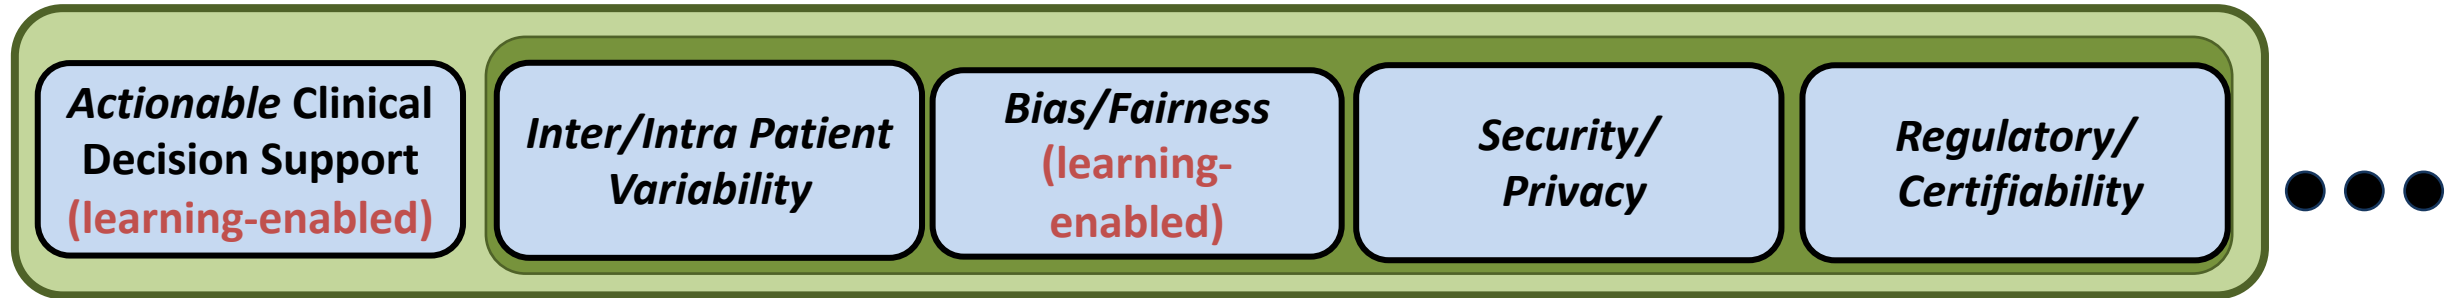 Actionable Clinical
Decision Support
(learning-enabled)
Inter/Intra Patient
Variability
Bias/Fairness
(learning-
enabled)
Security/
Privacy
Regulatory/
Certifiability